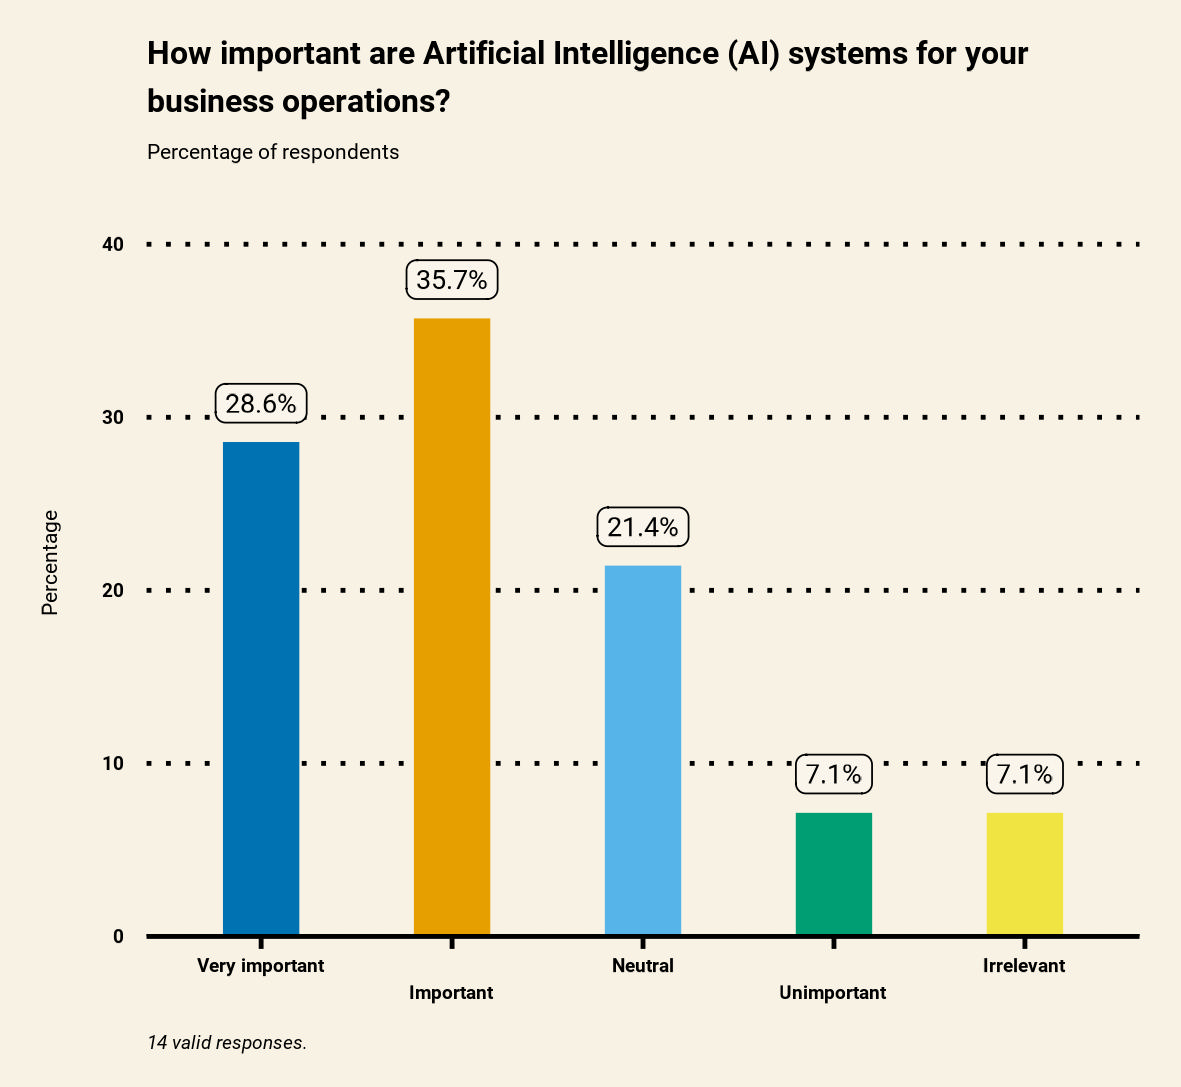 How important are Artificial Intelligence (AI) systems for your
business operations?
Percentage of respondents
40
35.7%
28.6%
30
21.4%
Percentage
20
10
7.1%
7.1%
0
Very important
Neutral
Irrelevant
Important
Unimportant
14 valid responses.